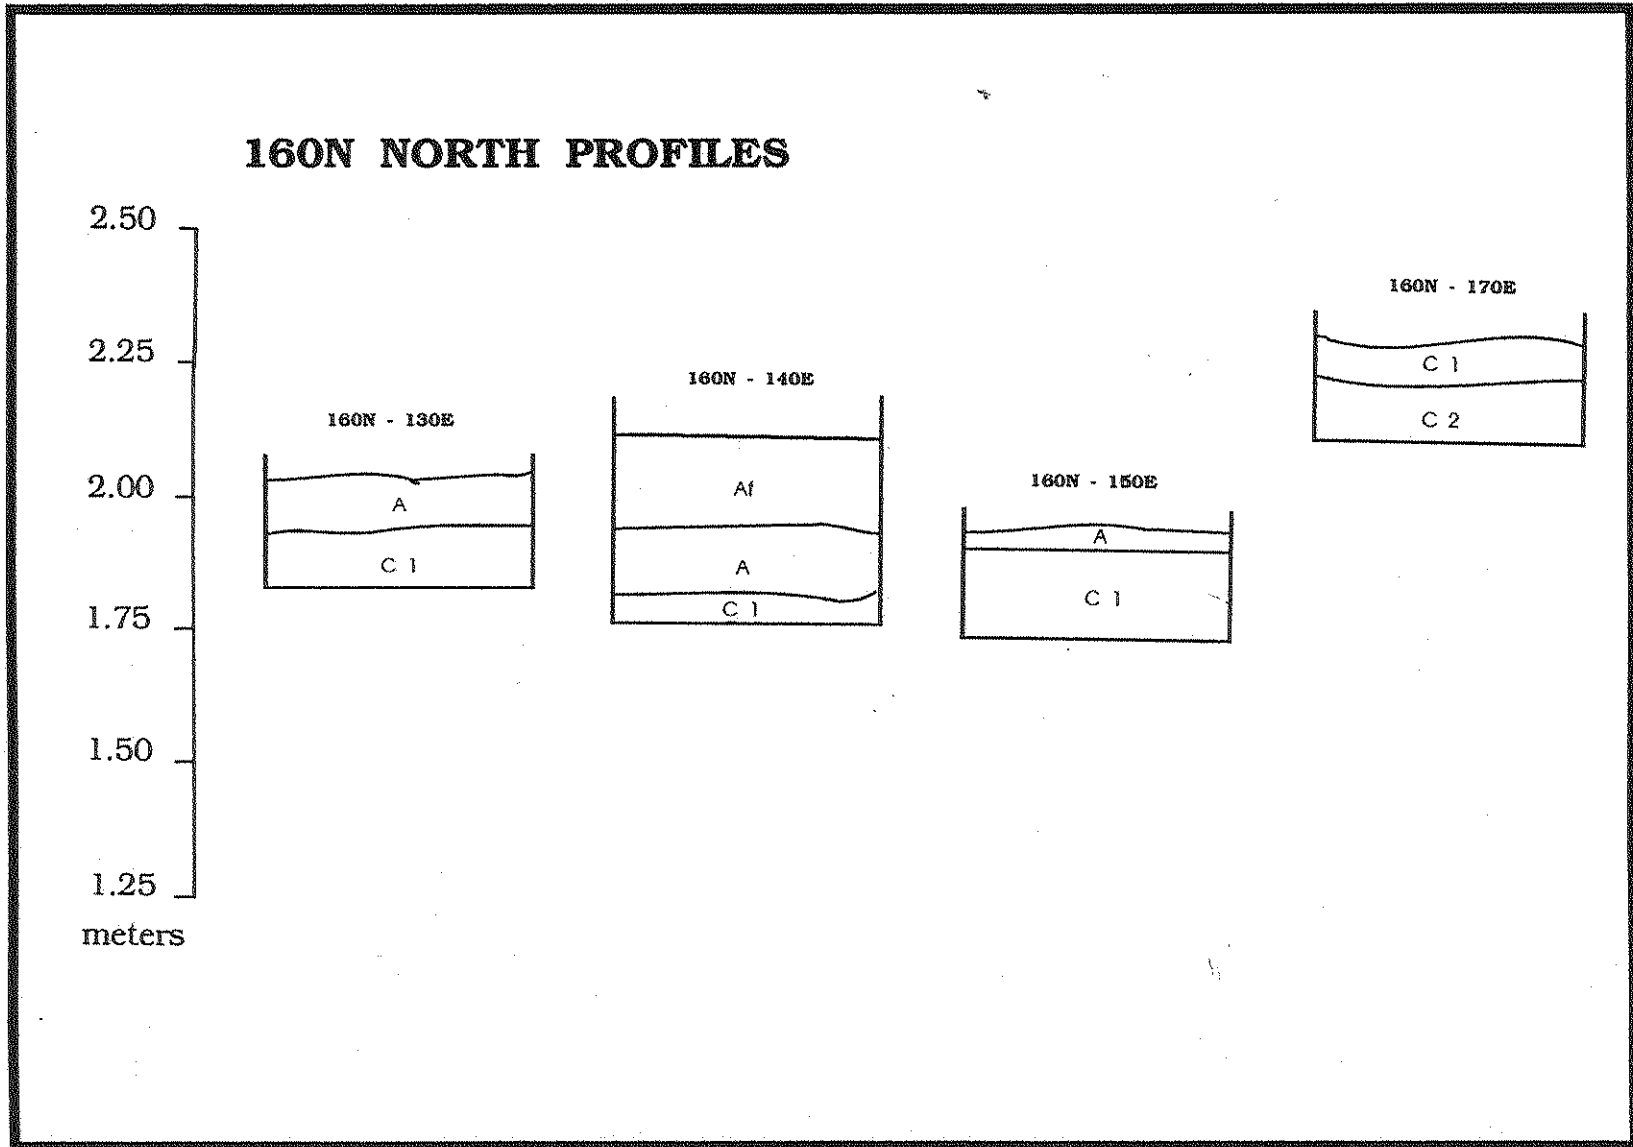 160N NORTH PROFILES
2.50
2.25
2.00
1.75
1.50
1.25
meters
160N - 130E
A
C 1
160N - 140E
Af
A
C 1
160N - 150E
A
C 1
160N - 170E
C 1
C 2